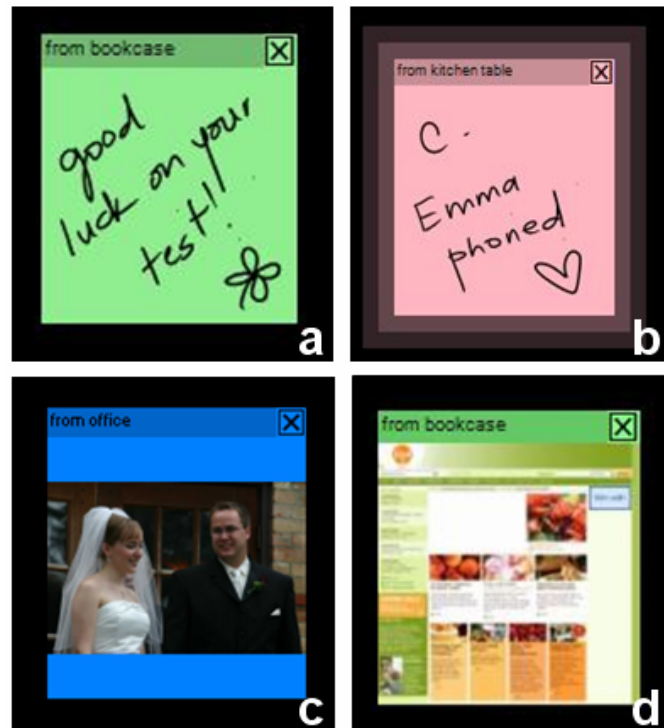 from bookcase
good
luck on your
test!!
a
from kitchen table
C -
Emma
phoned
b
from office
c
from bookcase
d